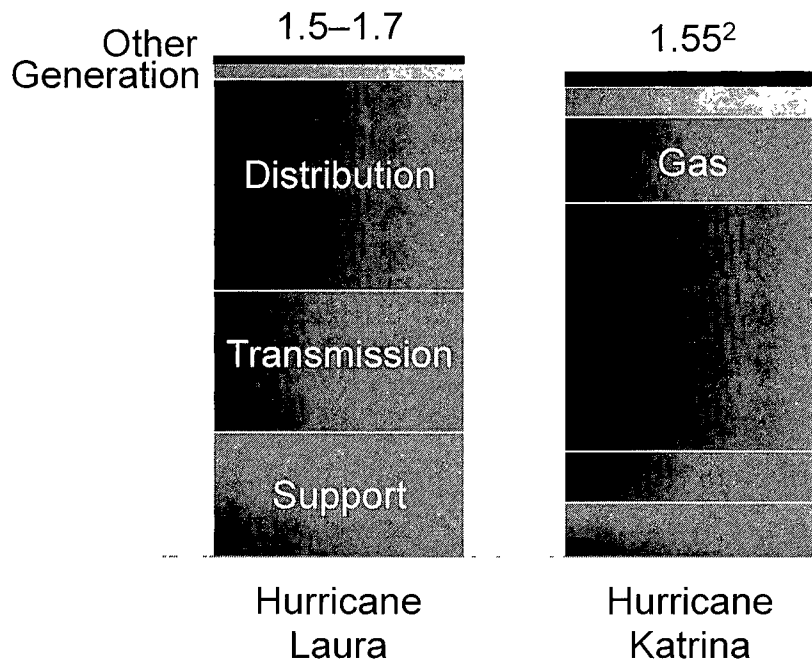 Other
Generation
1.5–1.7
1.55²
Distribution
Gas
Transmission
Support
Hurricane
Laura
Hurricane
Katrina